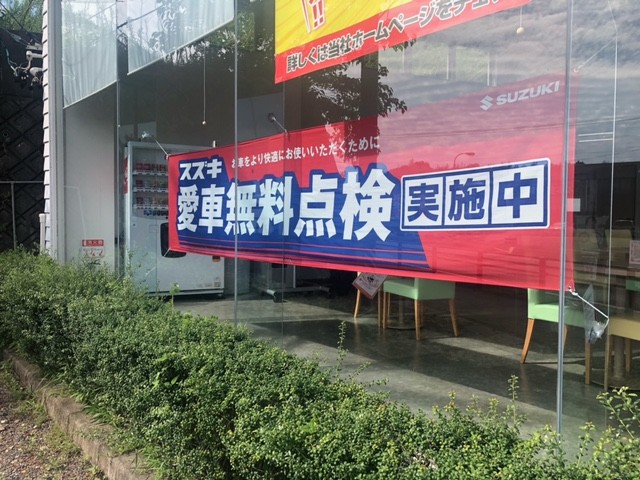 !!
詳しくは当社ホームページをチェ
SUZUKI
スズキ お車をより快適にお使いいただくために
愛車無料点検 実施中